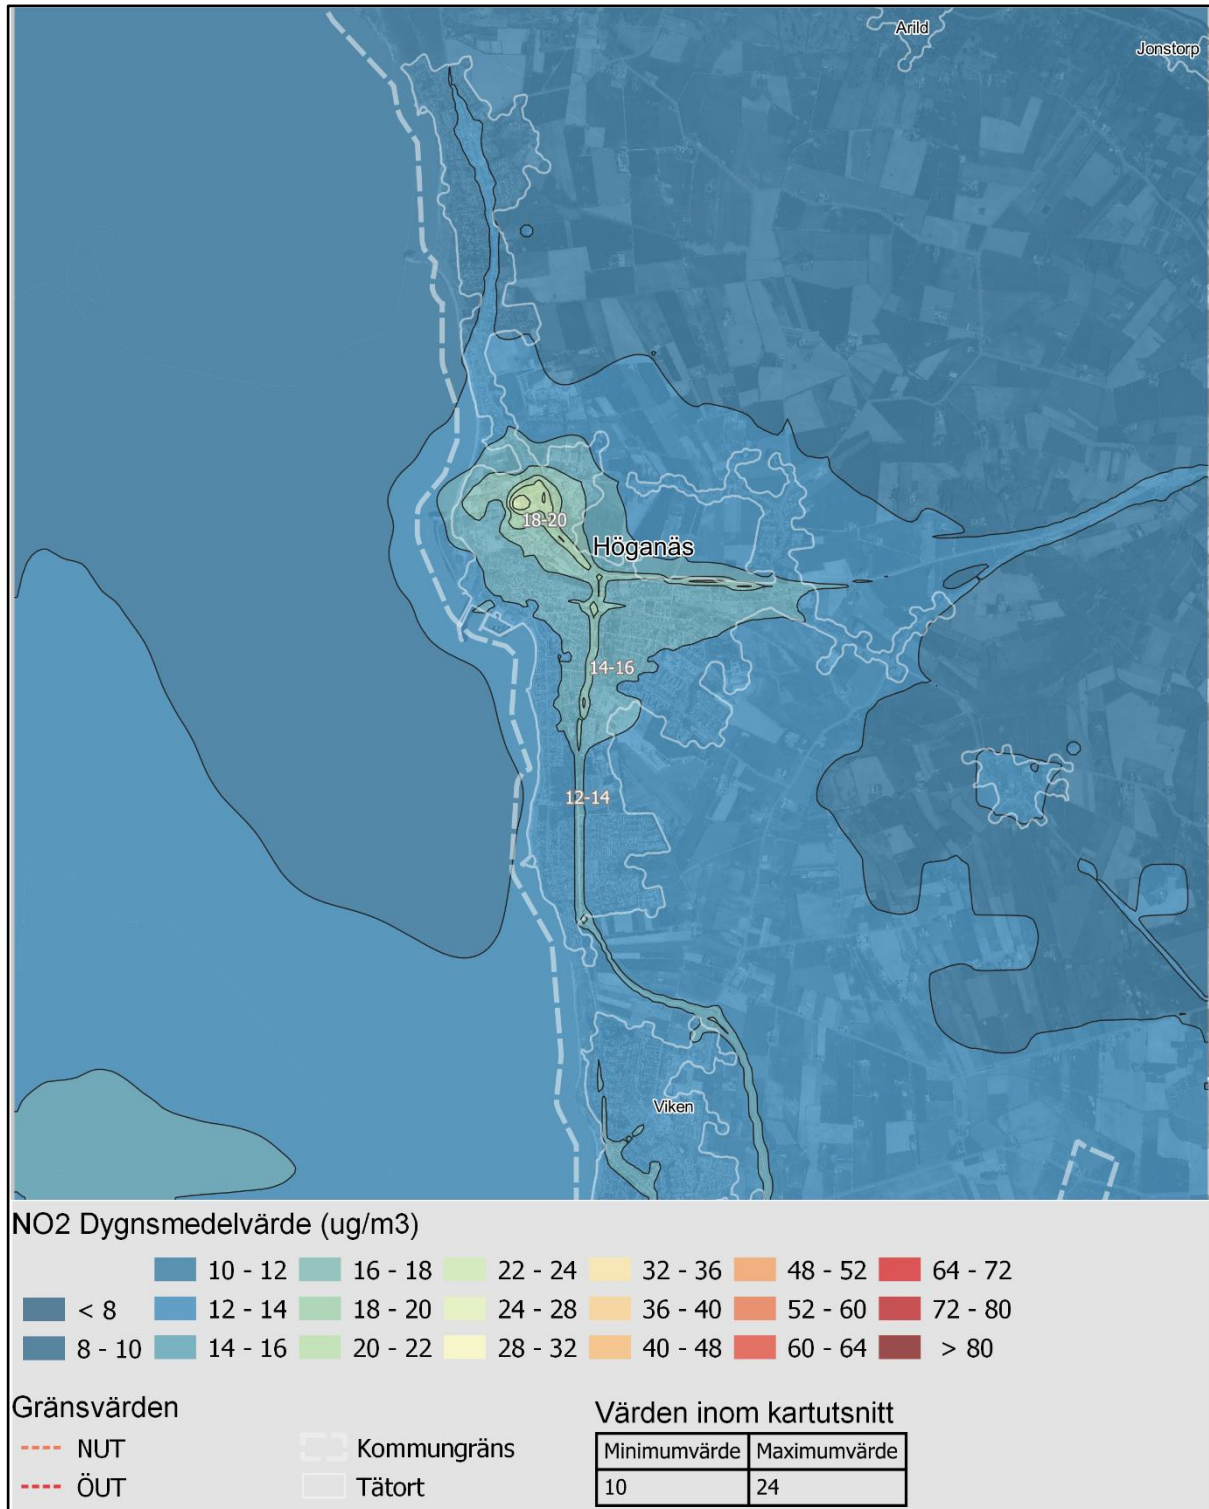 Arild
Jonstorp
18-20
Höganäs
14-16
12-14
Viken
NO2 Dygnsmedelvärde (ug/m3)
10 - 12 16 - 18 22 - 24 32 - 36 48 - 52 64 - 72
< 8 12 - 14 18 - 20 24 - 28 36 - 40 52 - 60 72 - 80
8 - 10 14 - 16 20 - 22 28 - 32 40 - 48 60 - 64 > 80
Gränsvärden
NUT
ÖUT
Kommungräns
Tätort
Värden inom kartutsnitt
Minimumvärde Maximumvärde
10 24